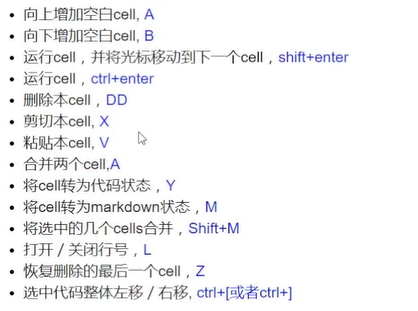 向上增加空白cell, A
向下增加空白cell, B
运行cell，并将光标移动到下一个cell，shift+enter
运行cell，ctrl+enter
删除本cell，DD
剪切本cell, X
粘贴本cell, V
合并两个cell,A
将cell转为代码状态，Y
将cell转为markdown状态，M
将选中的几个cells合并，Shift+M
打开 / 关闭行号，L
恢复删除的最后一个cell，Z
选中代码整体左移 / 右移, ctrl+[或者ctrl+]